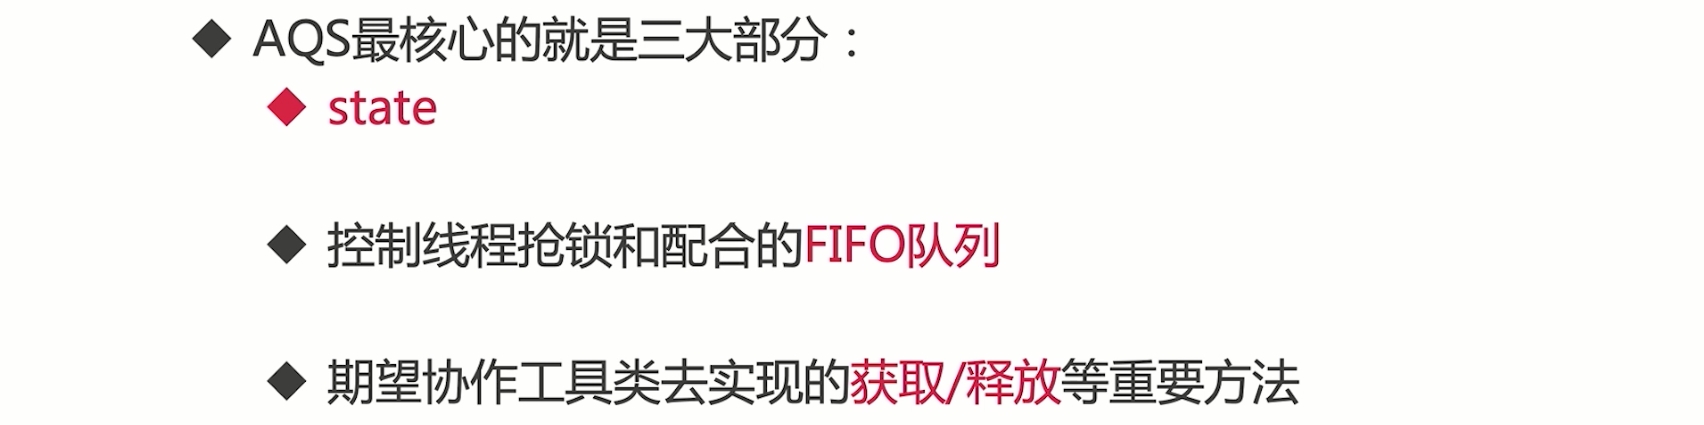 ◆ AQS最核心的就是三大部分：
◆ state
◆ 控制线程抢锁和配合的FIFO队列
◆ 期望协作工具类去实现的获取/释放等重要方法